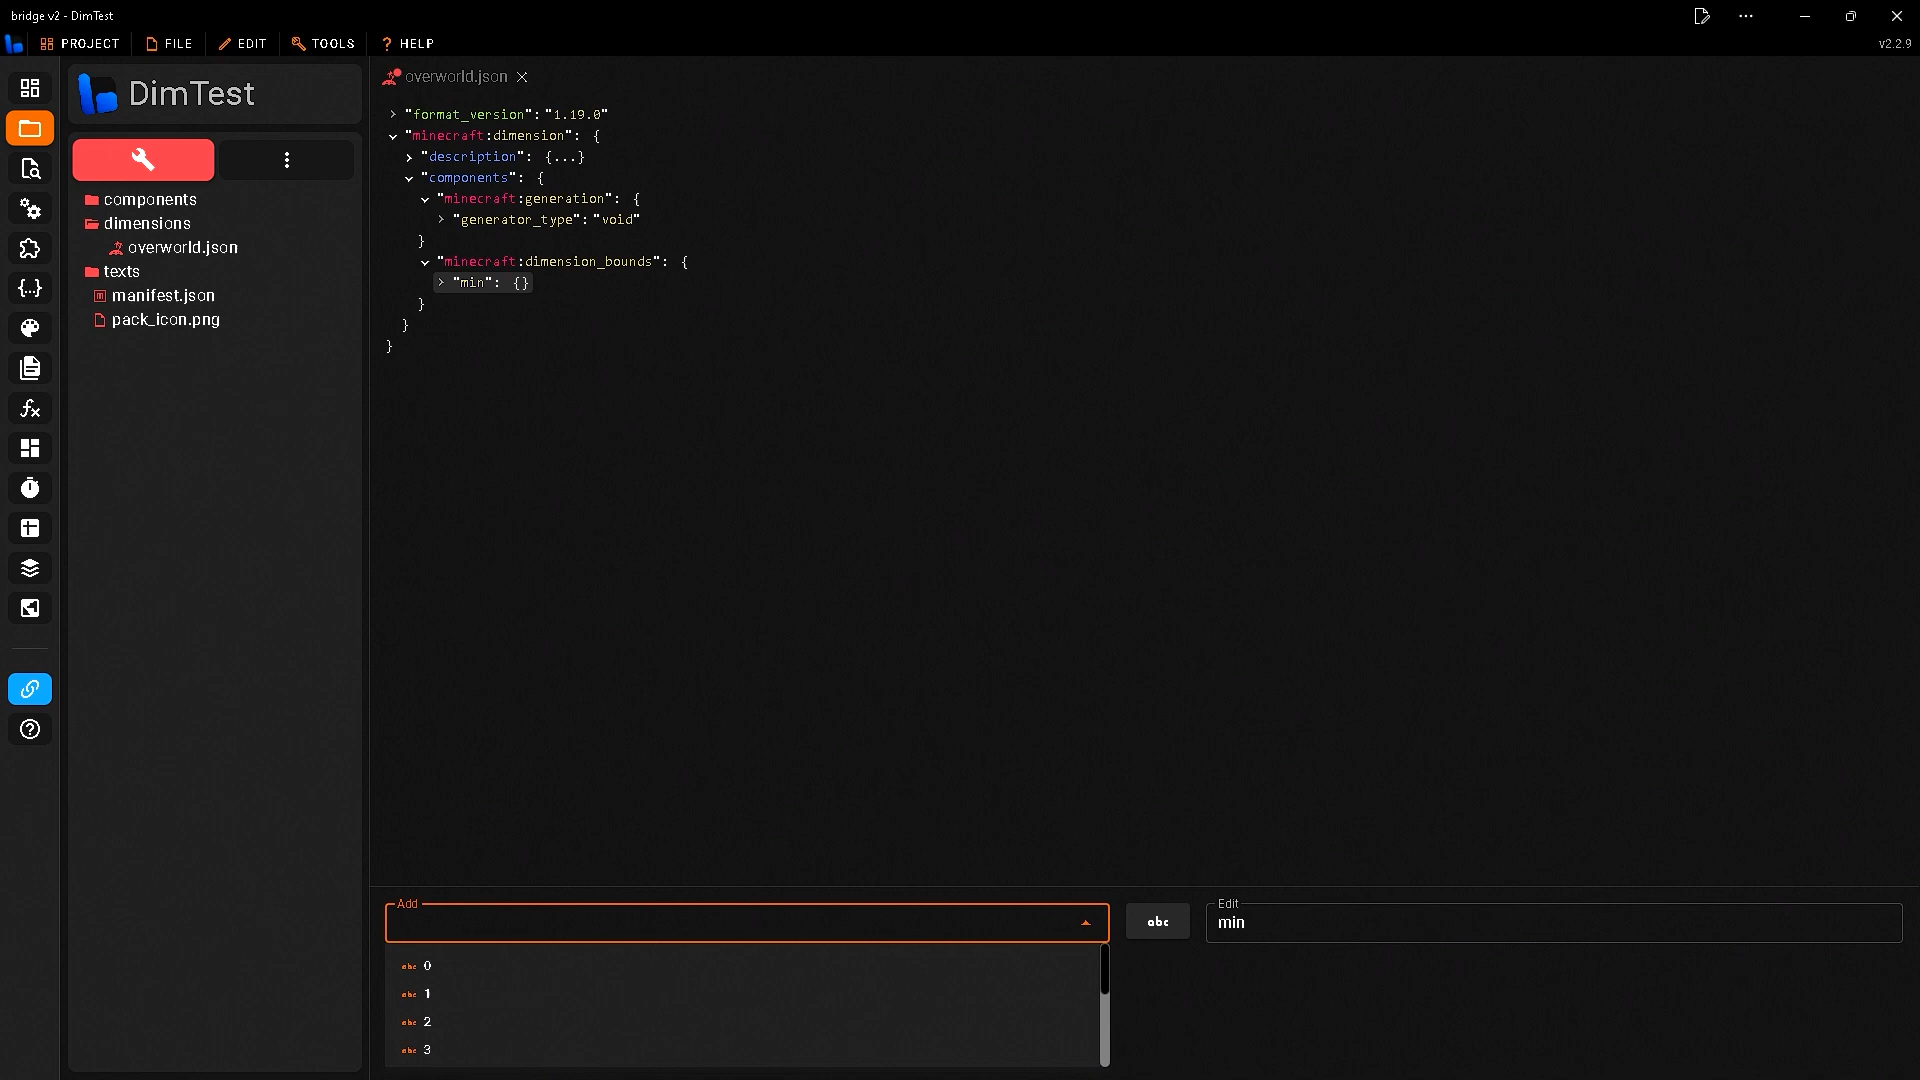 bridge v2 - DimTest
PROJECT
FILE
EDIT
TOOLS
? HELP
v2.2.9
DimTest
components
dimensions
overworld.json
texts
manifest.json
pack_icon.png
overworld.json
"format_version": "1.19.0"
"minecraft:dimension": {
"description": {...}
"components": {
"minecraft:generation": {
"generator_type": "void"
}
"minecraft:dimension_bounds": {
"min": {}
}
}
}
Add
abc 0
abc 1
abc 2
abc 3
abc
Edit
min